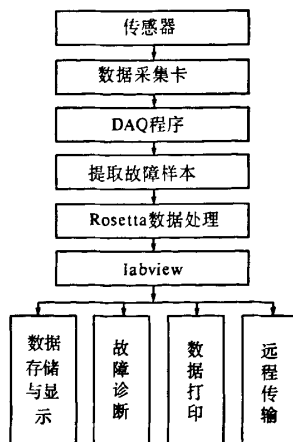 传感器
数据采集卡
DAQ程序
提取故障样本
Rosetta数据处理
labview
数据存储与显示
故障诊断
数据打印
远程传输